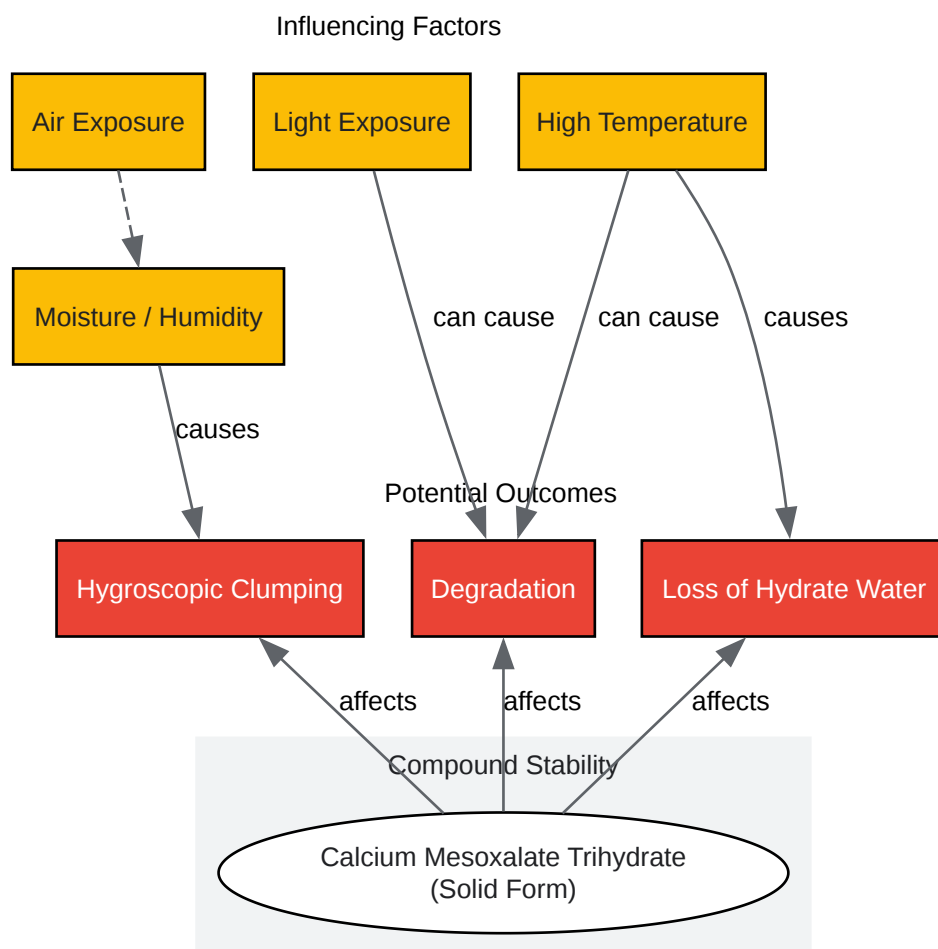 Influencing Factors
Air Exposure
Light Exposure
High Temperature
Moisture / Humidity
can cause
can cause
causes
causes
Potential Outcomes
Hygroscopic Clumping
Degradation
Loss of Hydrate Water
affects
affects
affects
Compound Stability
Calcium Mesoxalate Trihydrate
(Solid Form)